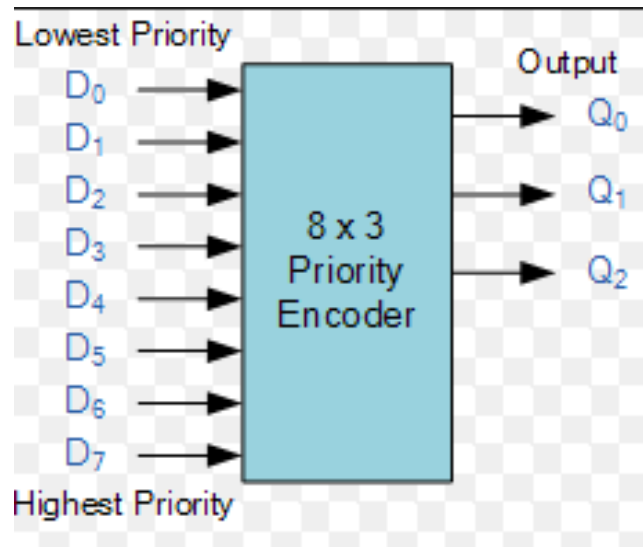 Lowest Priority
Output
D₀
D₁
D₂
D₃
D₄
D₅
D₆
D₇
8 x 3
Priority
Encoder
Q₀
Q₁
Q₂
Highest Priority